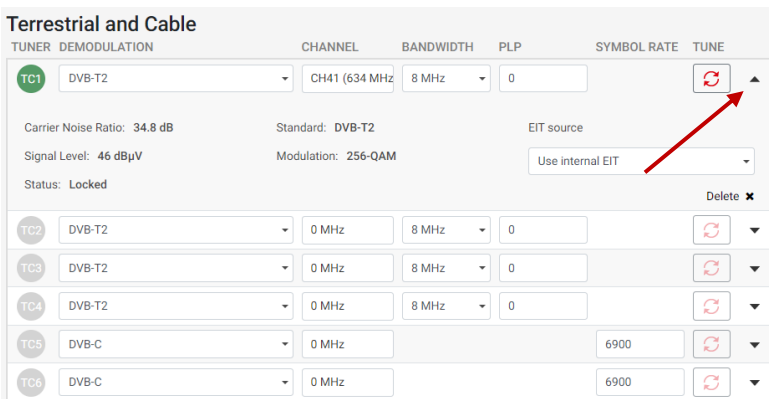 Terrestrial and Cable
TUNER DEMODULATION CHANNEL BANDWIDTH PLP SYMBOL RATE TUNE
TC1 DVB-T2 CH41 (634 MHz 8 MHz 0
Carrier Noise Ratio: 34.8 dB Standard: DVB-T2 EIT source
Signal Level: 46 dBµV Modulation: 256-QAM Use internal EIT
Status: Locked
Delete ✖
TC2 DVB-T2 0 MHz 8 MHz 0
TC3 DVB-T2 0 MHz 8 MHz 0
TC4 DVB-T2 0 MHz 8 MHz 0
TC5 DVB-C 0 MHz 6900
TC6 DVB-C 0 MHz 6900